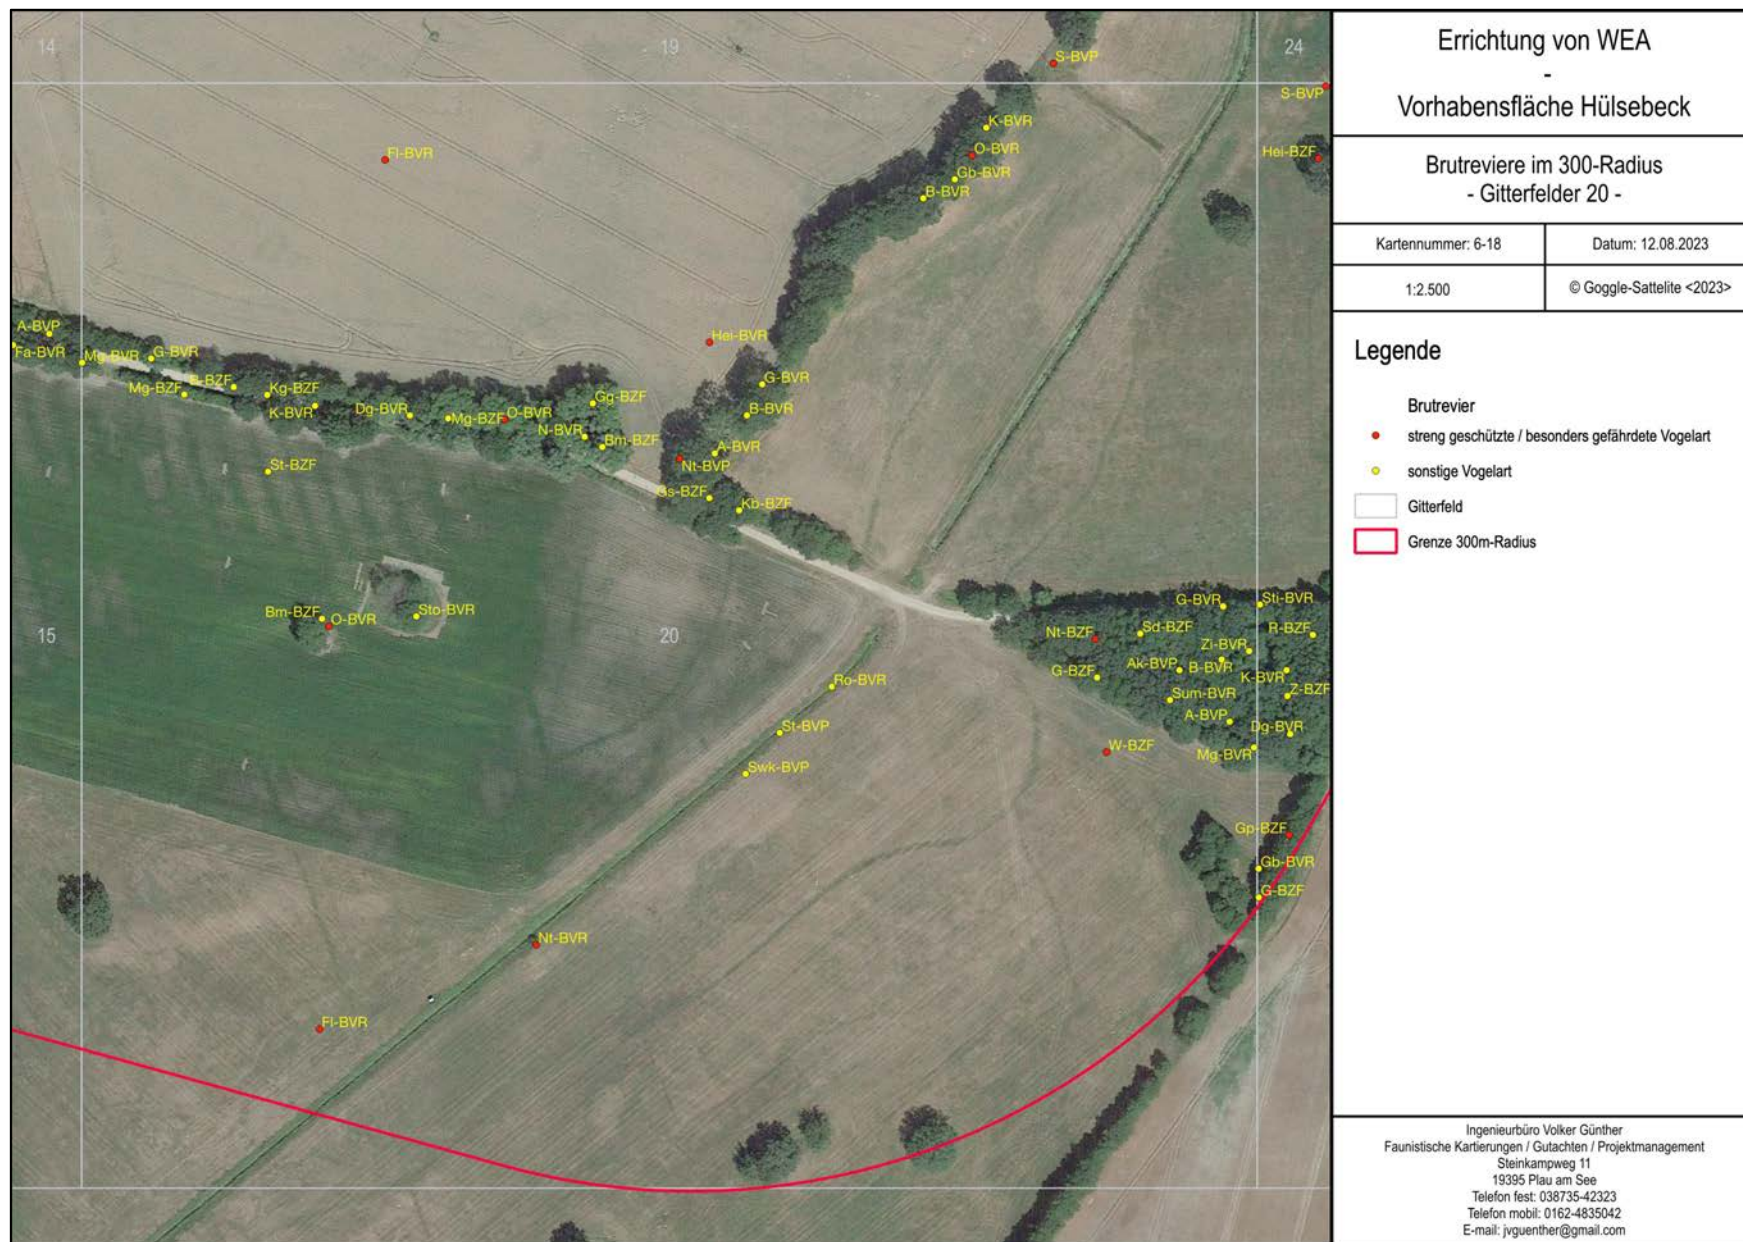 14
19
24
S-BVP
S-BVP
K-BVR
O-BVR
Hei-BZF
Fl-BVR
Gb-BVR
B-BVR
A-BVP
Hei-BVR
Fa-BVR
Mg-BVR
G-BVR
G-BVR
Mg-BZF
B-BZF
Kg-BZF
K-BVR
Dg-BVR
Mg-BZF
O-BVR
Gg-BZF
B-BVR
N-BVR
Bm-BZF
A-BVR
St-BZF
Nt-BVP
Gs-BZF
Kb-BZF
Bm-BZF
O-BVR
Sto-BVR
G-BVR
Sti-BVR
15
20
Nt-BZF
Sd-BZF
R-BZF
Zi-BVR
Ak-BVP
B-BVR
G-BZF
K-BVR
Ro-BVR
Sum-BVR
Z-BZF
A-BVP
Dg-BVR
St-BVP
W-BZF
Mg-BVR
Swk-BVP
Gp-BZF
Gb-BVR
G-BZF
Nt-BVR
Fl-BVR
Errichtung von WEA
-
Vorhabensfläche Hülsebeck
Brutreviere im 300-Radius
- Gitterfelder 20 -
Kartennummer: 6-18
Datum: 12.08.2023
1:2.500
© Goggle-Sattelite <2023>
Legende
Brutrevier
streng geschützte / besonders gefährdete Vogelart
sonstige Vogelart
Gitterfeld
Grenze 300m-Radius
Ingenieurbüro Volker Günther
Faunistische Kartierungen / Gutachten / Projektmanagement
Steinkampweg 11
19395 Plau am See
Telefon fest: 038735-42323
Telefon mobil: 0162-4835042
E-mail: jvguenther@gmail.com